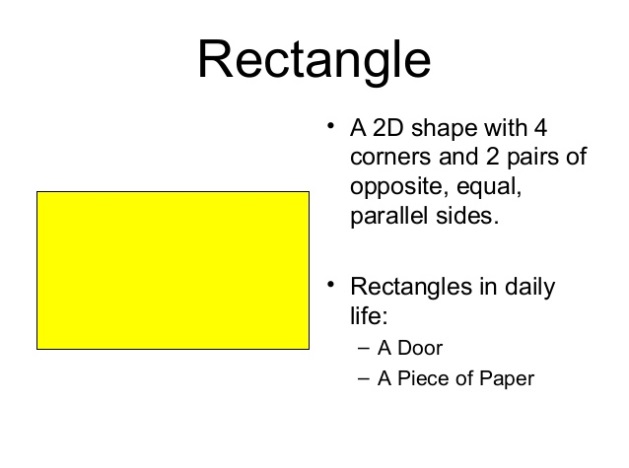 Rectangle
• A 2D shape with 4
corners and 2 pairs of
opposite, equal,
parallel sides.
• Rectangles in daily
life:
– A Door
– A Piece of Paper